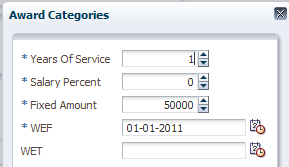 Award Categories
* Years Of Service 1
* Salary Percent 0
* Fixed Amount 50000
* WEF 01-01-2011
WET